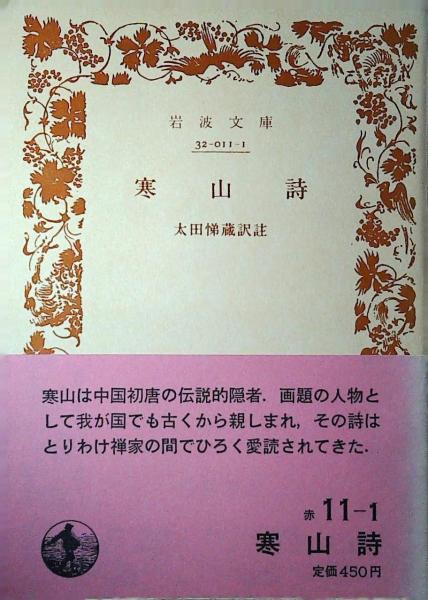 岩波文庫
32-011-1
寒山詩
太田悌蔵訳註
寒山は中国初唐の伝説的隠者．画題の人物と
して我が国でも古くから親しまれ，その詩は
とりわけ禅家の間でひろく愛読されてきた．
赤 11-1
寒山詩
定価450円